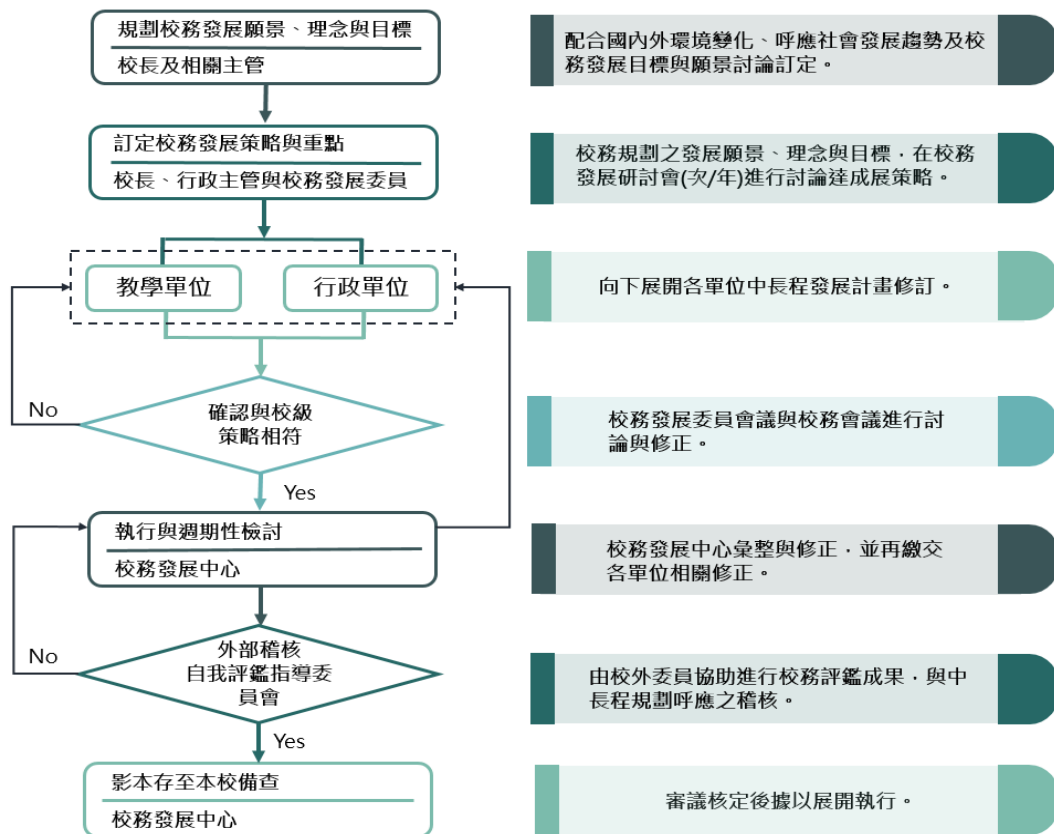 規劃校務發展願景、理念與目標
校長及相關主管
配合國內外環境變化、呼應社會發展趨勢及校
務發展目標與願景討論訂定。
訂定校務發展策略與重點
校長、行政主管與校務發展委員
校務規劃之發展願景、理念與目標，在校務
發展研討會(次/年)進行討論達成展策略。
教學單位
行政單位
向下展開各單位中長程發展計畫修訂。
No
確認與校級
策略相符
校務發展委員會議與校務會議進行討
論與修正。
Yes
執行與週期性檢討
校務發展中心
校務發展中心彙整與修正，並再繳交
各單位相關修正。
No
外部稽核
自我評鑑指導委
員會
由校外委員協助進行校務評鑑成果，與中
長程規劃呼應之稽核。
Yes
影本存至本校備查
校務發展中心
審議核定後據以展開執行。